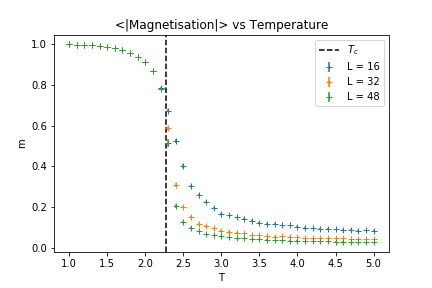 <|Magnetisation|> vs Temperature
m
1.0
0.8
0.6
0.4
0.2
0.0
T_c
L = 16
L = 32
L = 48
1.0 1.5 2.0 2.5 3.0 3.5 4.0 4.5 5.0
T